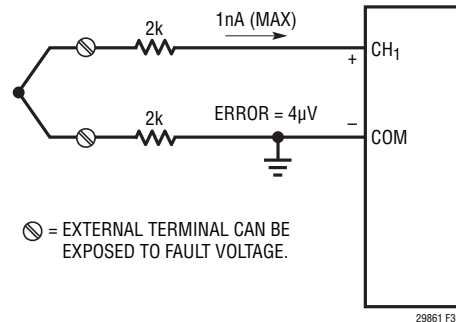 2k
1nA (MAX)
+
CH1
2k
ERROR = 4µV
–
COM
= EXTERNAL TERMINAL CAN BE
EXPOSED TO FAULT VOLTAGE.
29861 F3